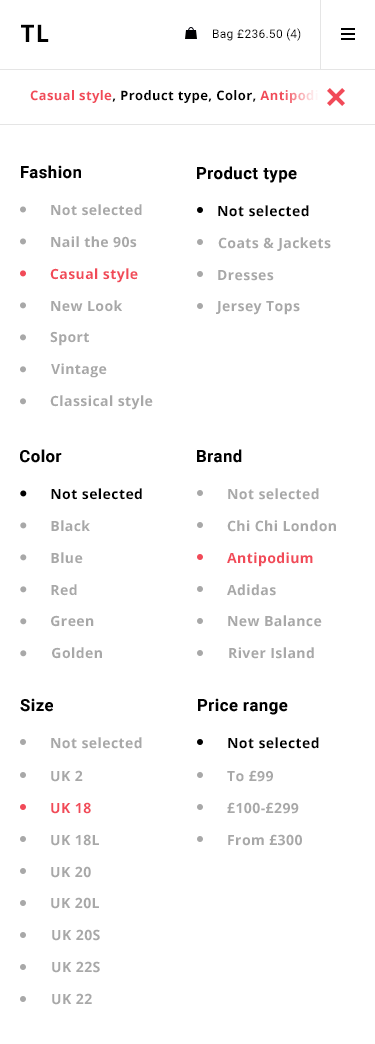 TL
Bag £236.50 (4)
Casual style, Product type, Color, Antipod
Fashion
Not selected
Nail the 90s
Casual style
New Look
Sport
Vintage
Classical style
Product type
Not selected
Coats & Jackets
Dresses
Jersey Tops
Color
Not selected
Black
Blue
Red
Green
Golden
Brand
Not selected
Chi Chi London
Antipodium
Adidas
New Balance
River Island
Size
Not selected
UK 2
UK 18
UK 18L
UK 20
UK 20L
UK 20S
UK 22S
UK 22
Price range
Not selected
To £99
£100-£299
From £300